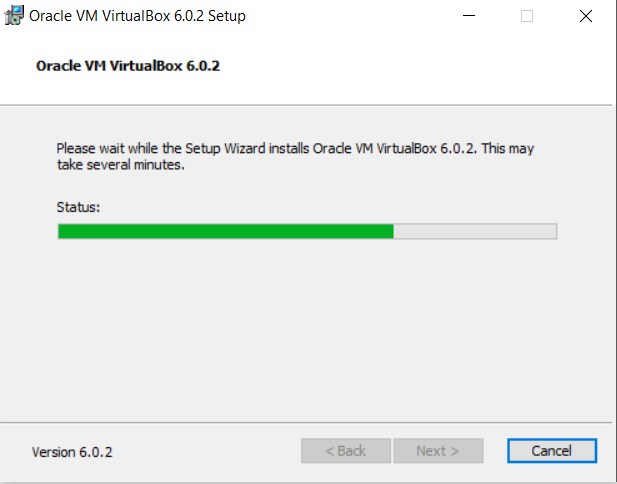 Oracle VM VirtualBox 6.0.2 Setup
Oracle VM VirtualBox 6.0.2
Please wait while the Setup Wizard installs Oracle VM VirtualBox 6.0.2. This may
take several minutes.
Status:
Version 6.0.2
< Back
Next >
Cancel